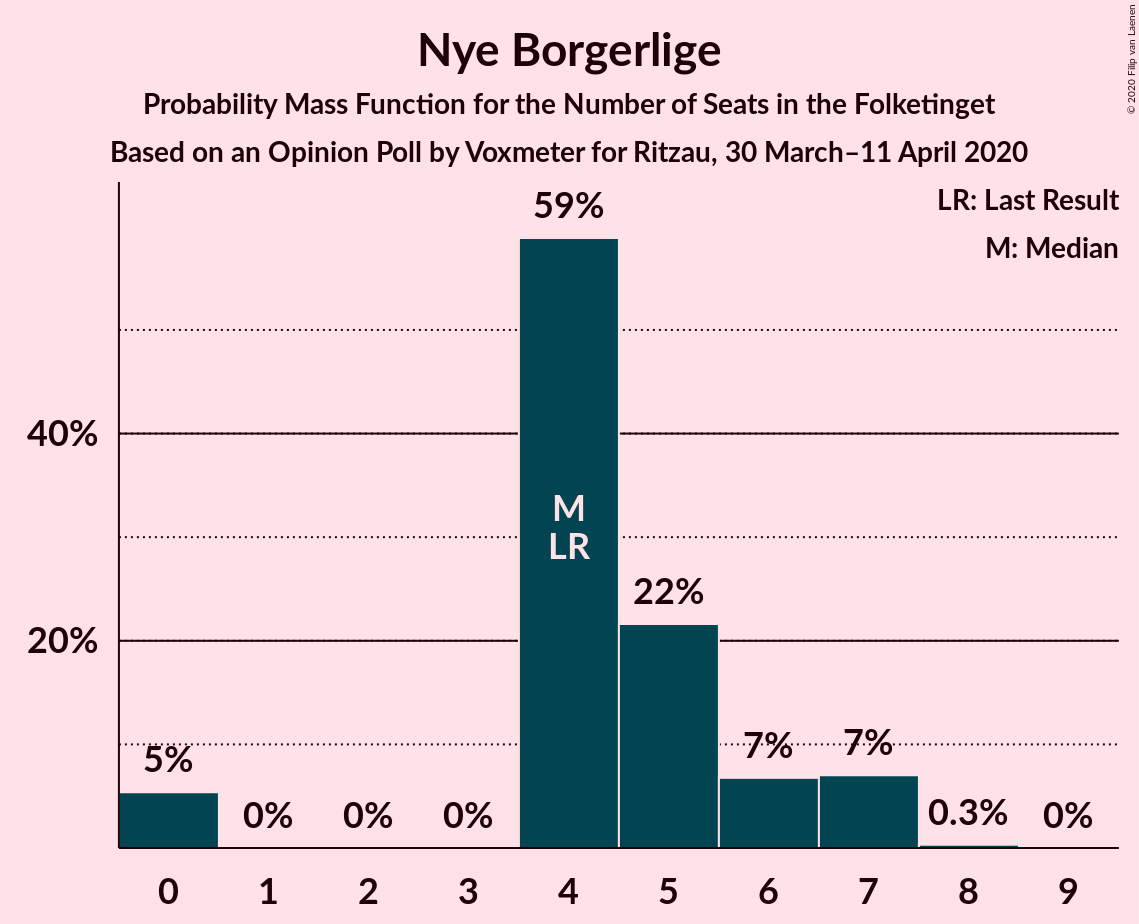 Nye Borgerlige
Probability Mass Function for the Number of Seats in the Folketinget
Based on an Opinion Poll by Voxmeter for Ritzau, 30 March–11 April 2020
© 2020 Filip van Laenen
LR: Last Result
M: Median
59%
40%
M
LR
22%
20%
5%
0%
0%
0%
7%
7%
0.3%
0%
0 1 2 3 4 5 6 7 8 9